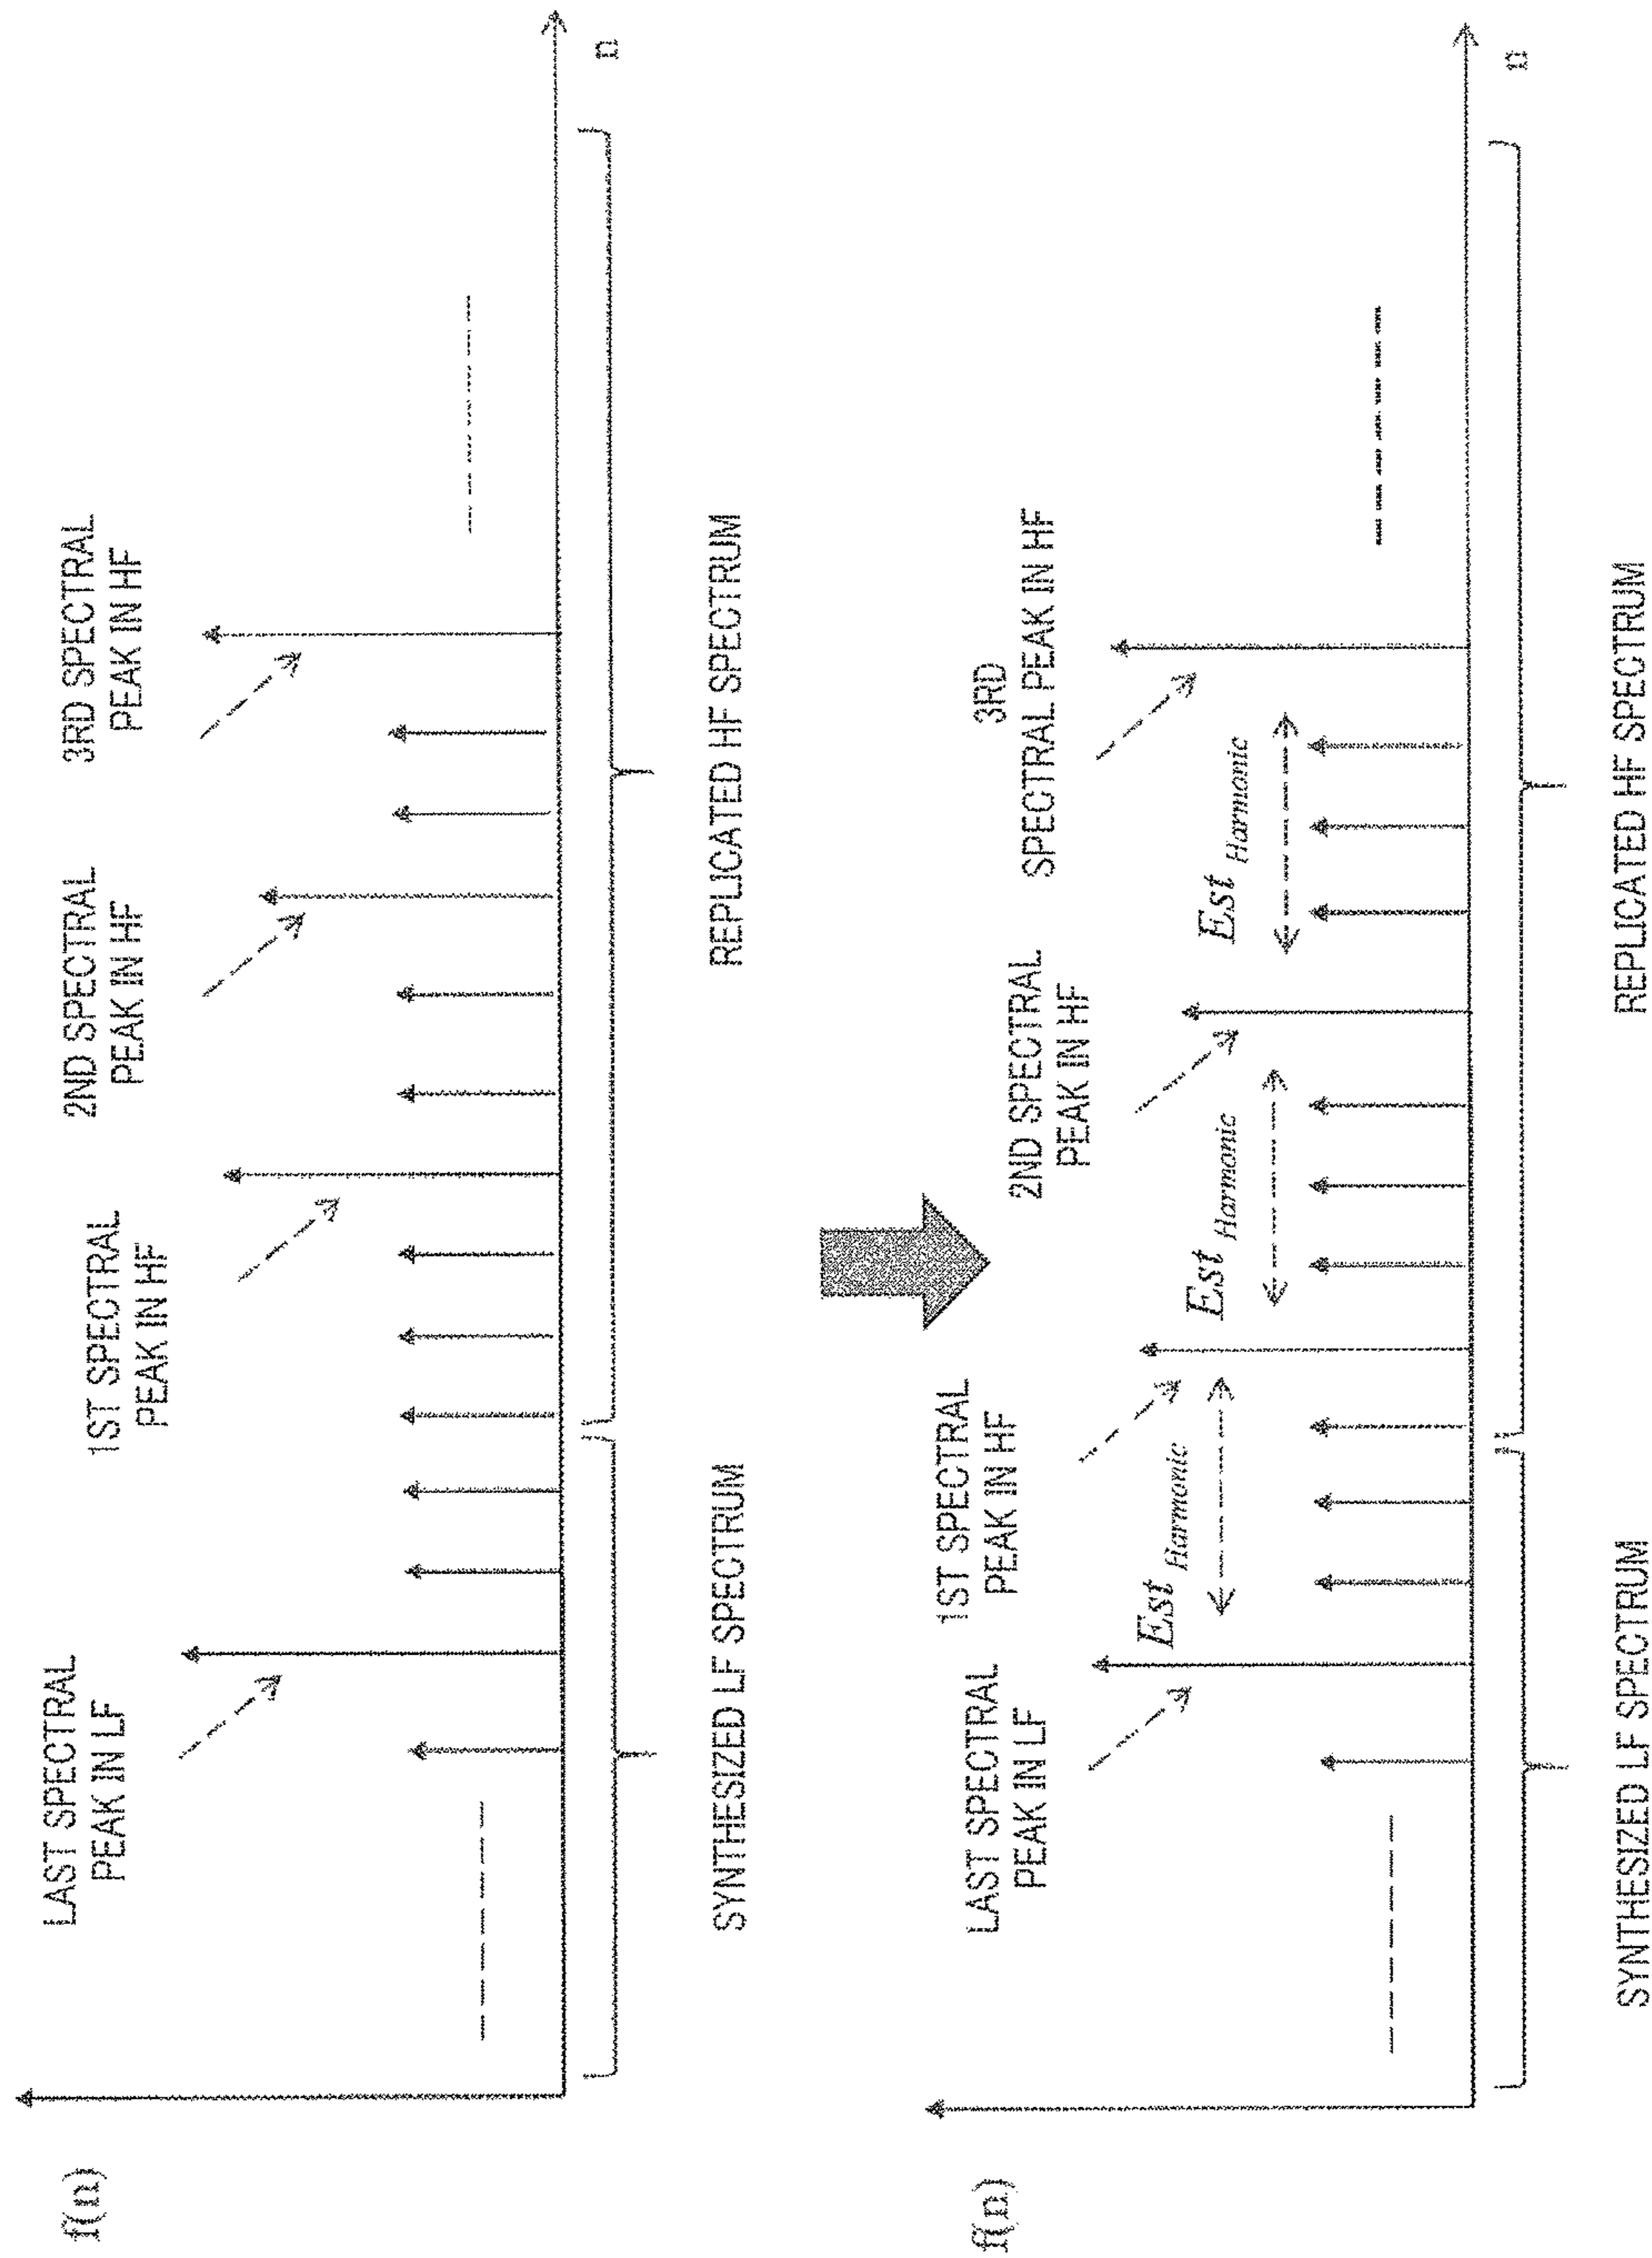 f(n)
LAST SPECTRAL
PEAK IN LF
1ST SPECTRAL
PEAK IN HF
2ND SPECTRAL
PEAK IN HF
3RD SPECTRAL
PEAK IN HF
n
SYNTHESIZED LF SPECTRUM
REPLICATED HF SPECTRUM
f(n)
LAST SPECTRAL
PEAK IN LF
Est Harmonic
1ST SPECTRAL
PEAK IN HF
Est Harmonic
2ND SPECTRAL
PEAK IN HF
Est Harmonic
3RD
SPECTRAL PEAK IN HF
n
SYNTHESIZED LF SPECTRUM
REPLICATED HF SPECTRUM